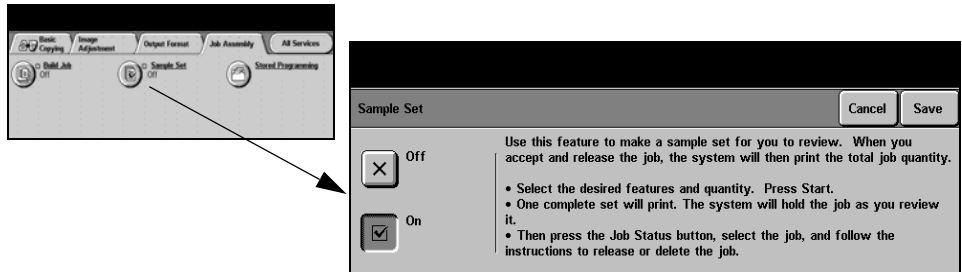 Basic Copying
Image Adjustment
Output Format
Job Assembly
All Services
Build Job
Off
Sample Set
Off
Stored Programming
Sample Set
Cancel
Save
Off
On
Use this feature to make a sample set for you to review. When you
accept and release the job, the system will then print the total job quantity.
• Select the desired features and quantity. Press Start.
• One complete set will print. The system will hold the job as you review
it.
• Then press the Job Status button, select the job, and follow the
instructions to release or delete the job.